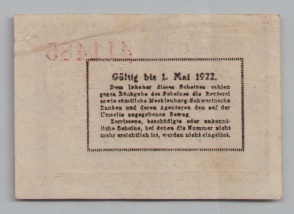 411480
Gültig bis 1. Mai 1922.
Dem Inhaber dieses Scheines zahlen
gegen Rückgabe des Scheines die Renterei
sowie sämtliche Mecklenburg-Schwerinsche
Banken und deren Agenturen den auf der
Umseite angegebenen Betrag.
Zerrissene, beschädigte oder unkennt-
liche Scheine, bei denen die Nummer nicht
mehr ersichtlich ist, werden nicht eingelöst.